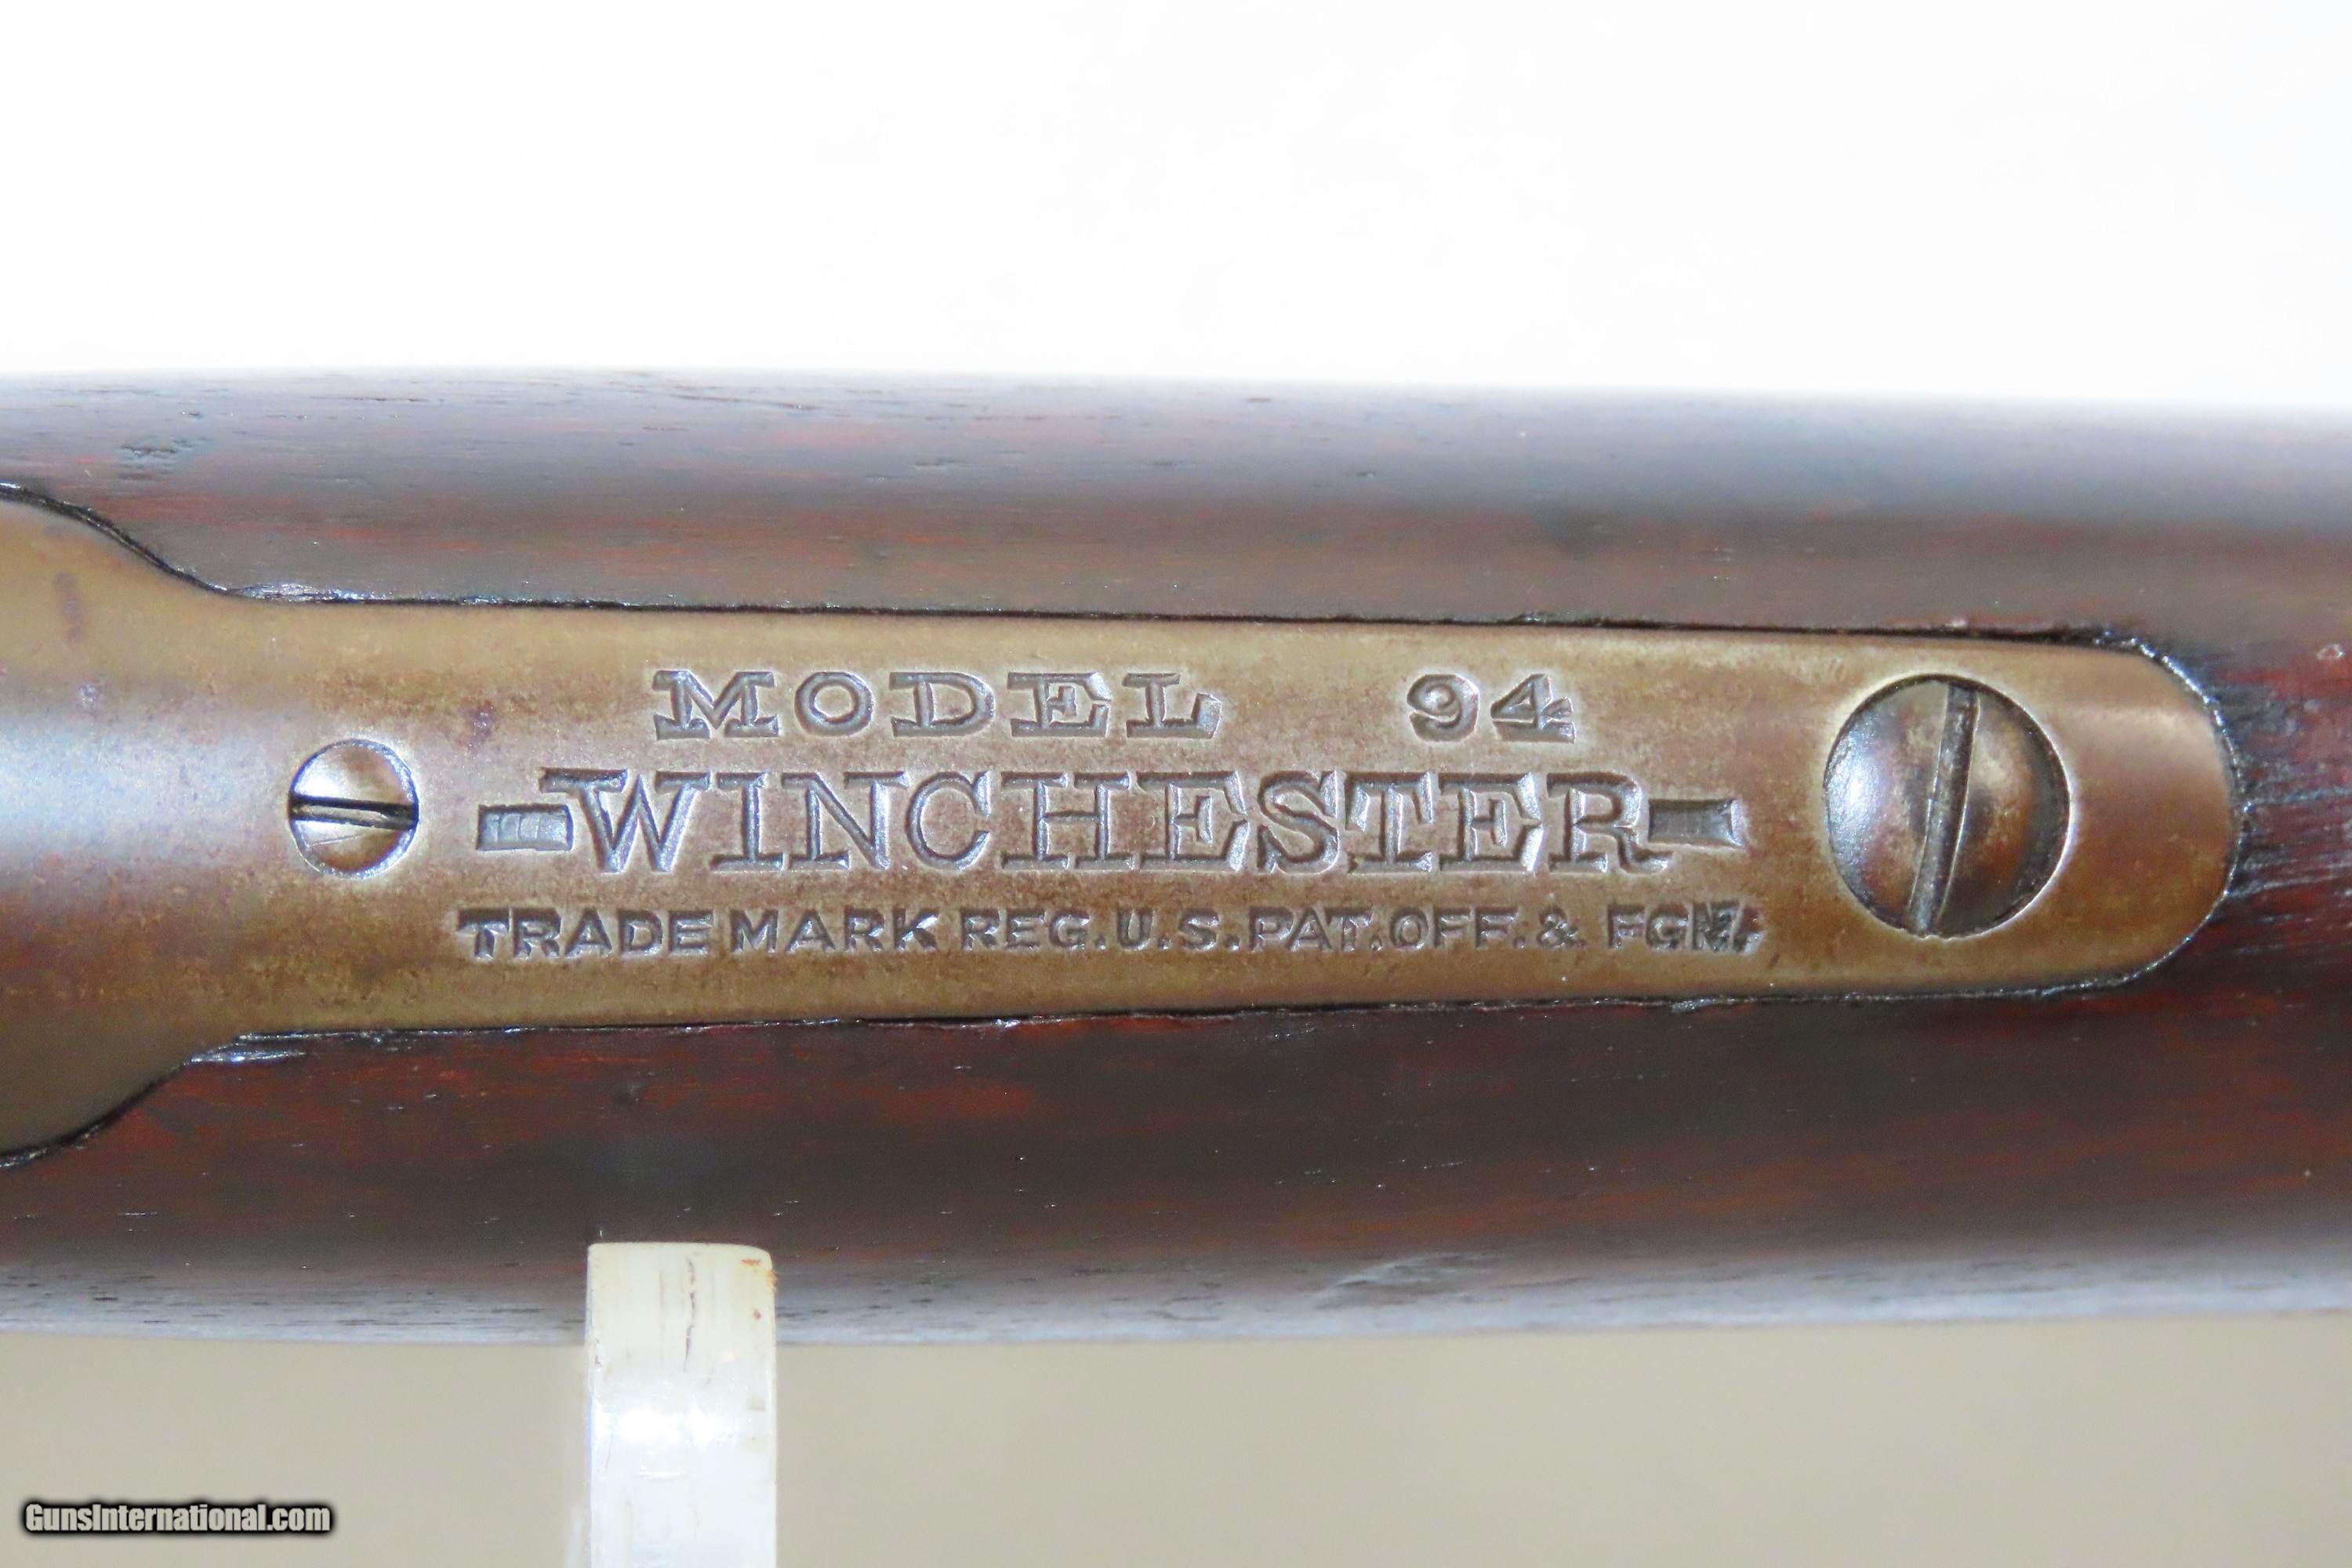 MODEL 94
-WINCHESTER-
TRADE MARK REG. U.S. PAT. OFF. & FGN.
GunsInternational.com